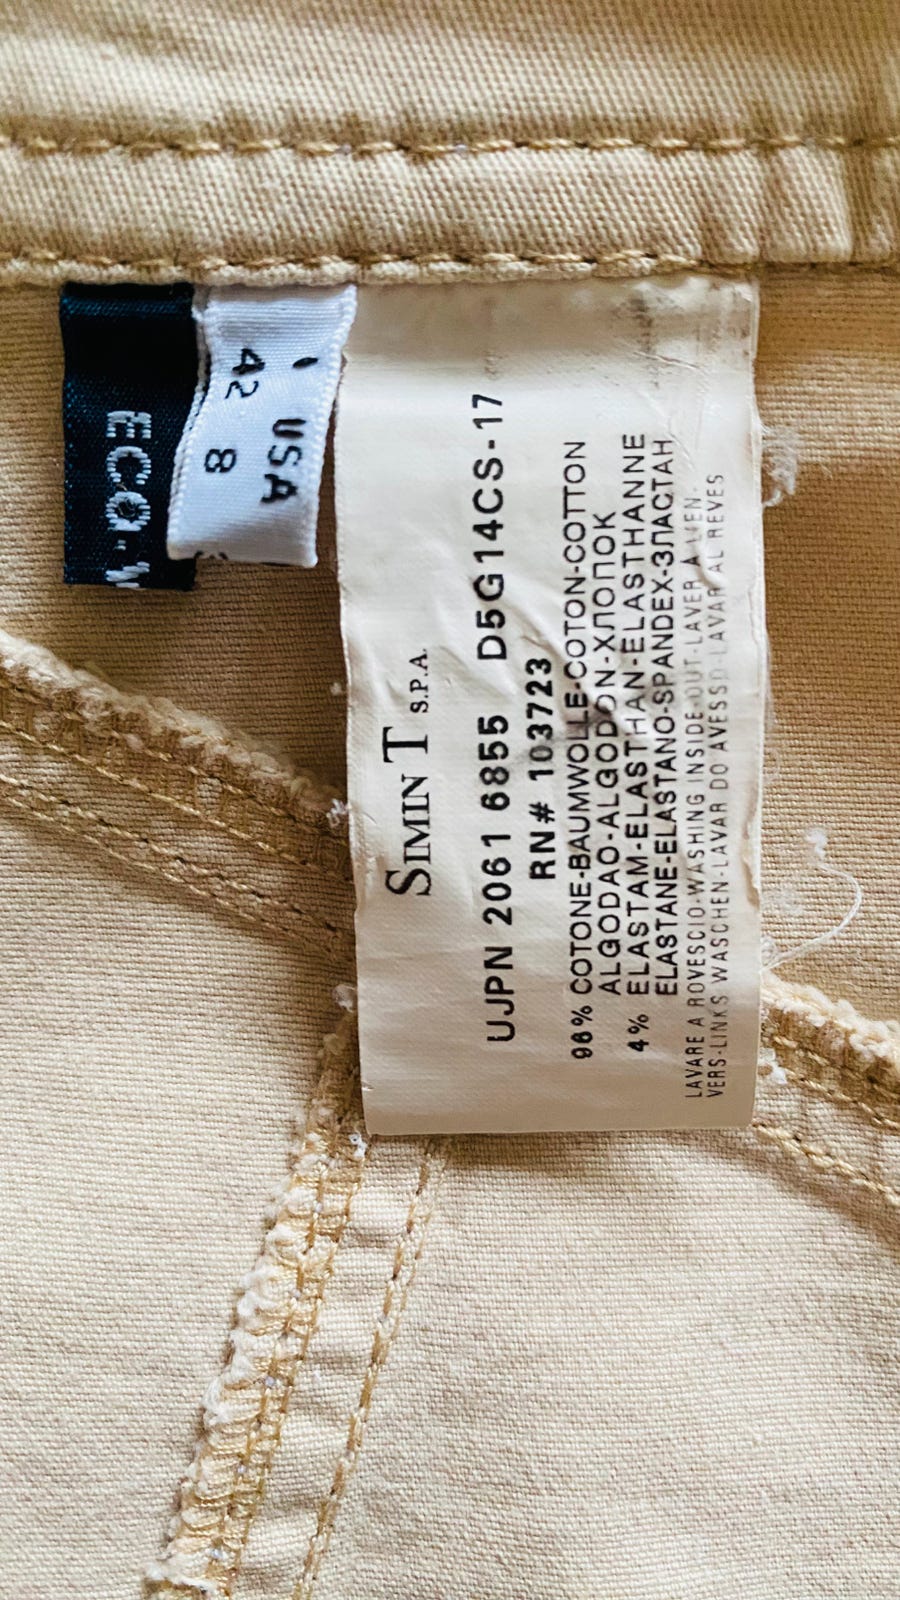 SIMINT S.P.A.
UJPN 2061 6855 D5G14CS-17
RN# 103723
96% COTONE-BAUMWOLLE-COTON-COTTON
ALGODAO-ALGODON-ХЛОПОК
4% ELASTAM-ELASTHAN-ELASTHANNE
ELASTANE-ELASTANO-SPANDEX-ЗЛАСТАН
LAVARE A ROVESCIO-WASHING INSIDE-OUT-LAVER A L'EN-
VERS-LINKS WASCHEN-LAVAR DO AVESSO-LAVAR AL REVES
I USA
42 8
ECO-W